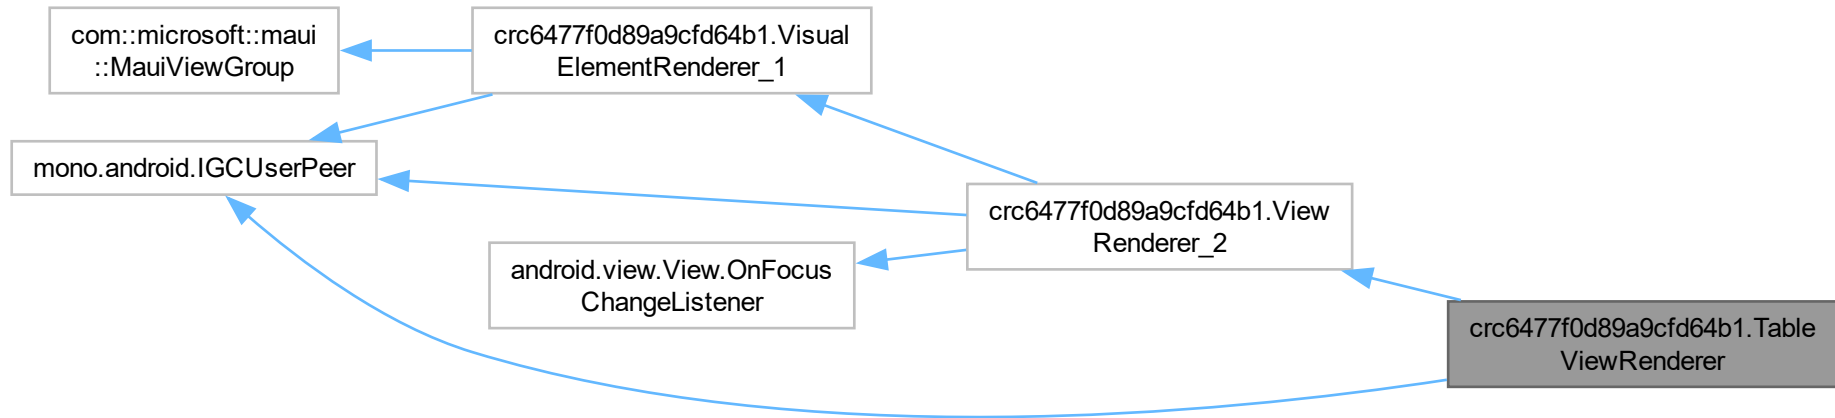 com::microsoft::maui
::MauiViewGroup
crc6477f0d89a9cfd64b1.Visual
ElementRenderer_1
mono.android.IGCUserPeer
crc6477f0d89a9cfd64b1.View
Renderer_2
android.view.View.OnFocus
ChangeListener
crc6477f0d89a9cfd64b1.Table
ViewRenderer